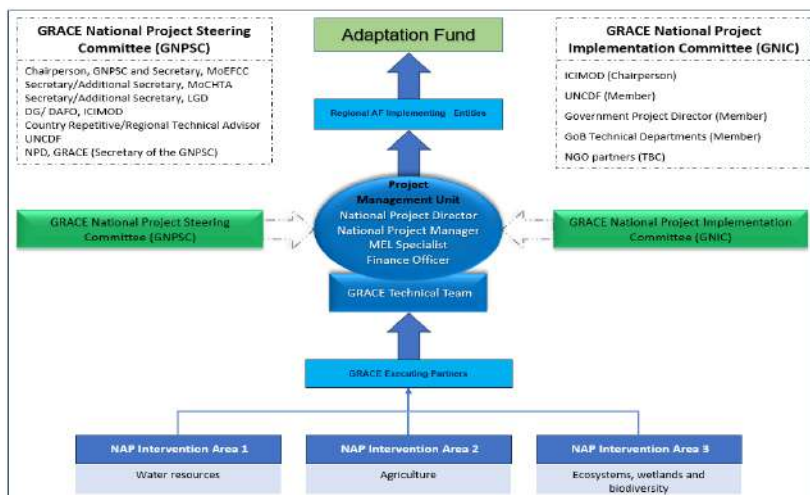 GRACE National Project Steering
Committee (GNPSC)
Chairperson, GNPSC and Secretary, MoEFCC
Secretary/Additional Secretary, MoCHTA
Secretary/Additional Secretary, LGD
DG/ DAFO, ICIMOD
Country Repetitive/Regional Technical Advisor
UNCDF
NPD, GRACE (Secretary of the GNPSC)
Adaptation Fund
GRACE National Project
Implementation Committee (GNIC)
ICIMOD (Chairperson)
UNCDF (Member)
Government Project Director (Member)
GoB Technical Departments (Member)
NGO partners (TBC)
Regional AF Implementing Entities
Project
Management Unit
National Project Director
National Project Manager
MEL Specialist
Finance Officer
GRACE National Project Steering
Committee (GNPSC)
GRACE National Project Implementation
Committee (GNIC)
GRACE Technical Team
GRACE Executing Partners
NAP Intervention Area 1
Water resources
NAP Intervention Area 2
Agriculture
NAP Intervention Area 3
Ecosystems, wetlands and
biodiversity